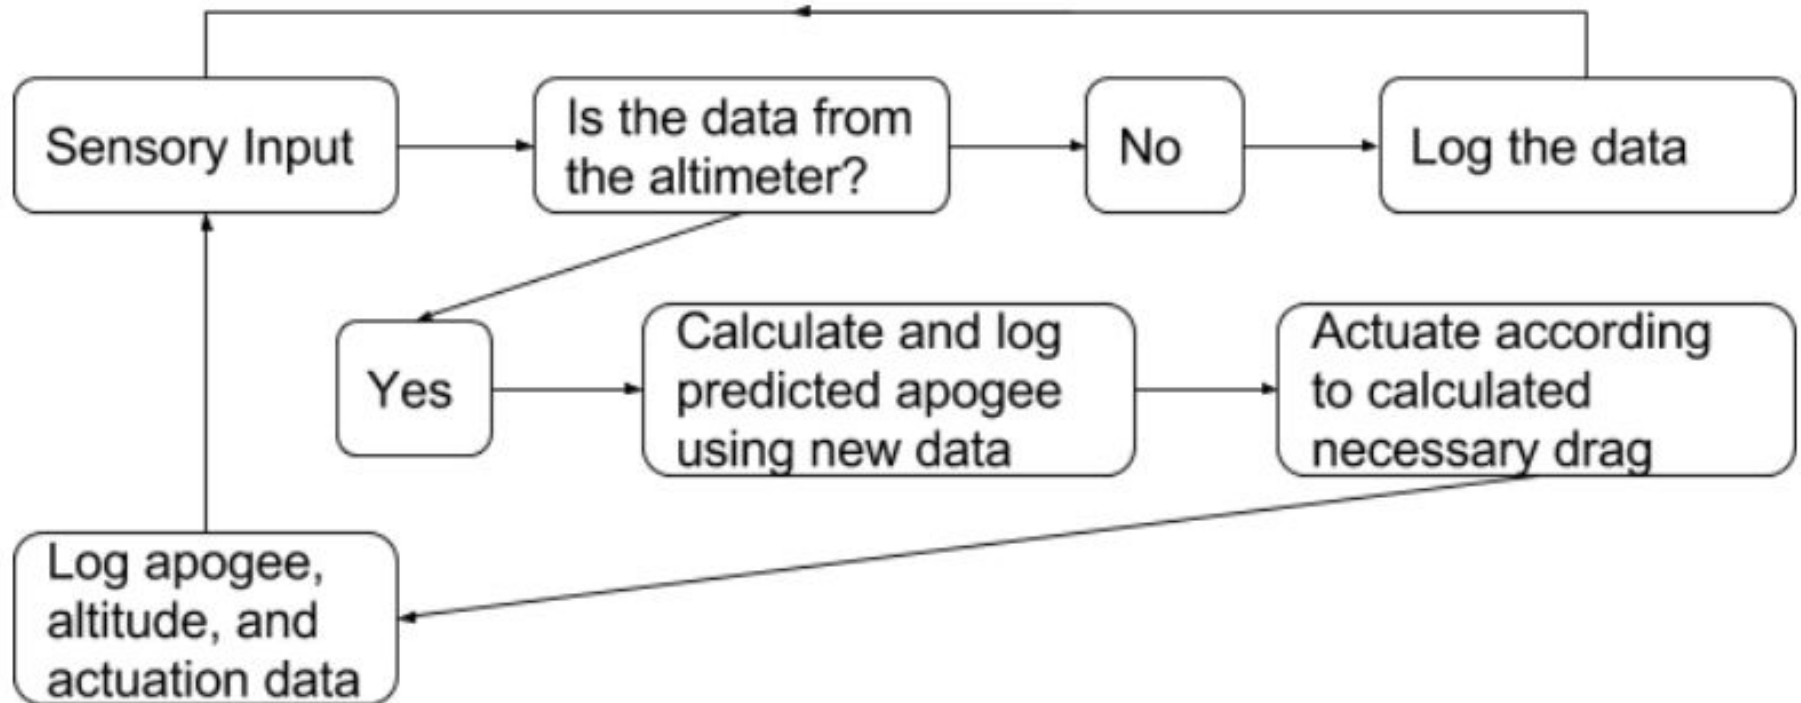 Sensory Input
Is the data from
the altimeter?
No
Log the data
Yes
Calculate and log
predicted apogee
using new data
Actuate according
to calculated
necessary drag
Log apogee,
altitude, and
actuation data